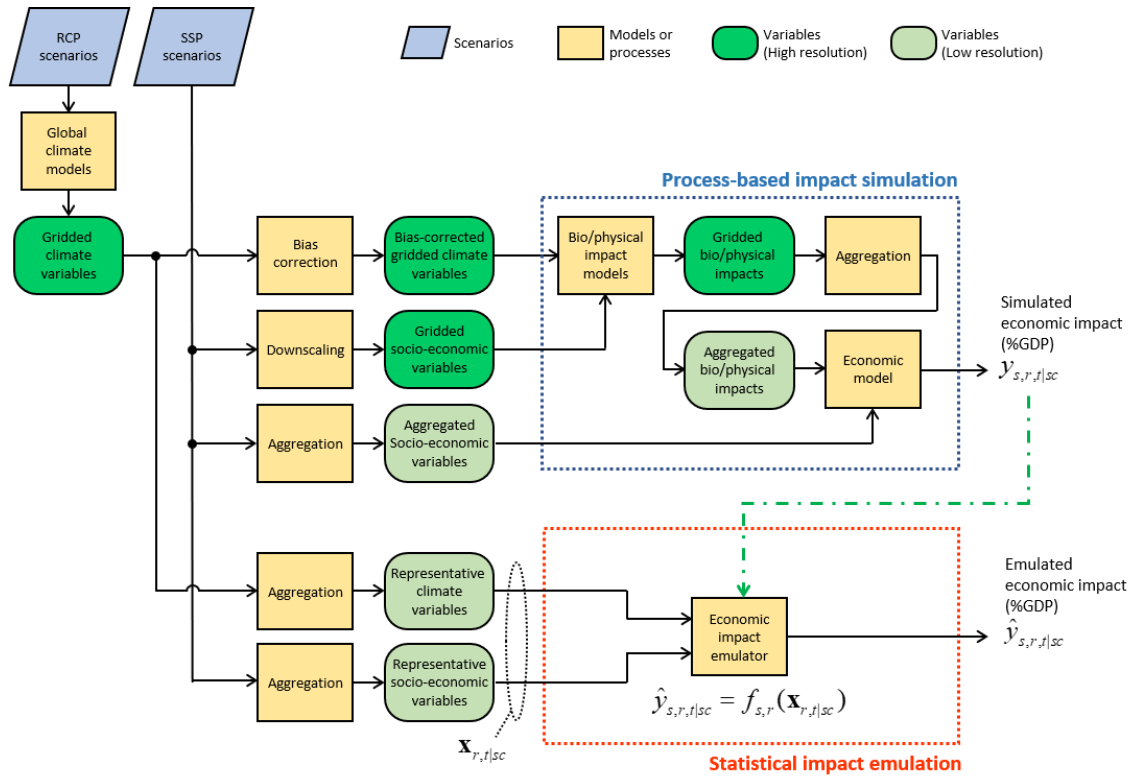 RCP
scenarios
SSP
scenarios
Scenarios
Models or
processes
Variables
(High resolution)
Variables
(Low resolution)
Global
climate
models
Gridded
climate
variables
Process-based impact simulation
Bias
correction
Bias-corrected
gridded climate
variables
Bio/physical
impact
models
Gridded
bio/physical
impacts
Aggregation
Downscaling
Gridded
socio-economic
variables
Aggregated
bio/physical
impacts
Economic
model
Simulated
economic impact
(%GDP)
y_{s,r,t|sc}
Aggregation
Aggregated
Socio-economic
variables
Aggregation
Representative
climate
variables
Economic
impact
emulator
Emulated
economic impact
(%GDP)
ŷ_{s,r,t|sc}
Aggregation
Representative
socio-economic
variables
ŷ_{s,r,t|sc} = f_{s,r}(x_{r,t|sc})
x_{r,t|sc}
Statistical impact emulation